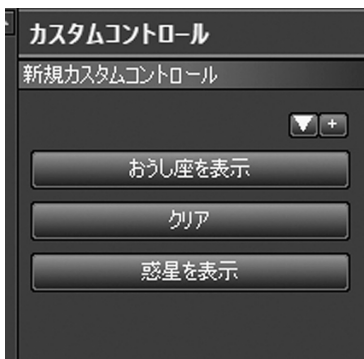 カスタムコントロール
新規カスタムコントロール
+
おうし座を表示
クリア
惑星を表示